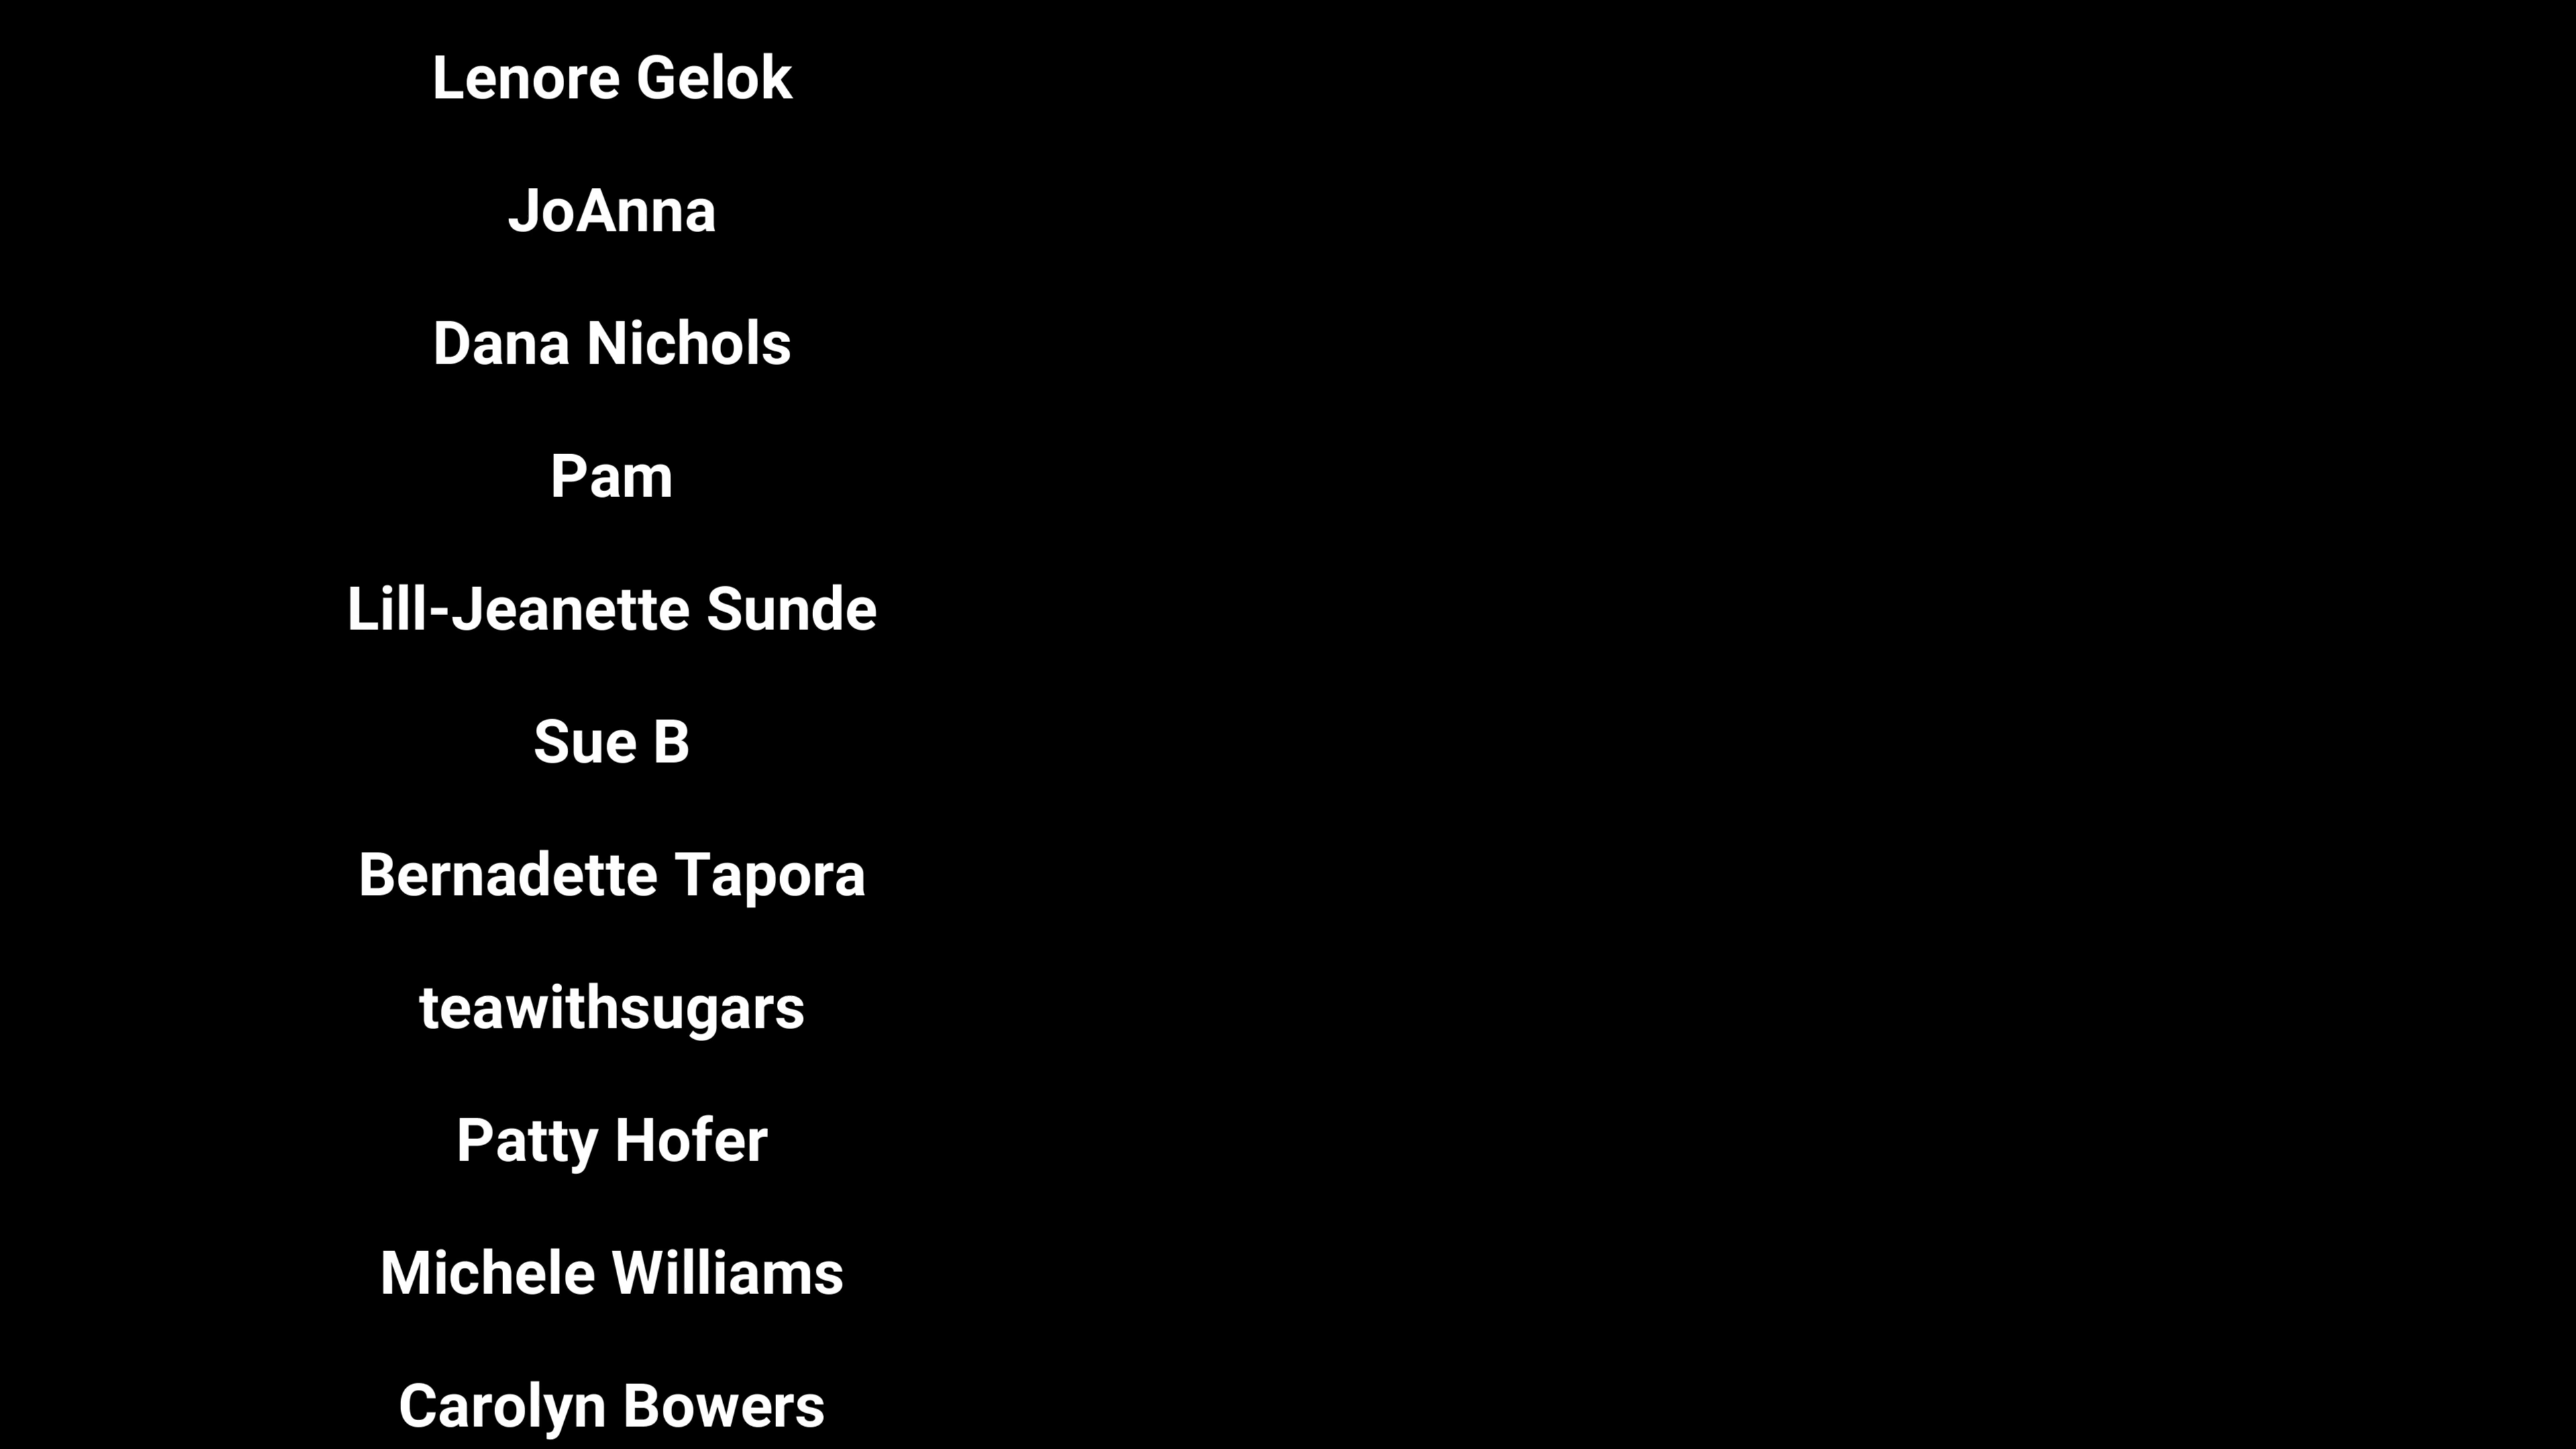 Lenore Gelok
JoAnna
Dana Nichols
Pam
Lill-Jeanette Sunde
Sue B
Bernadette Tapora
teawithsugars
Patty Hofer
Michele Williams
Carolyn Bowers